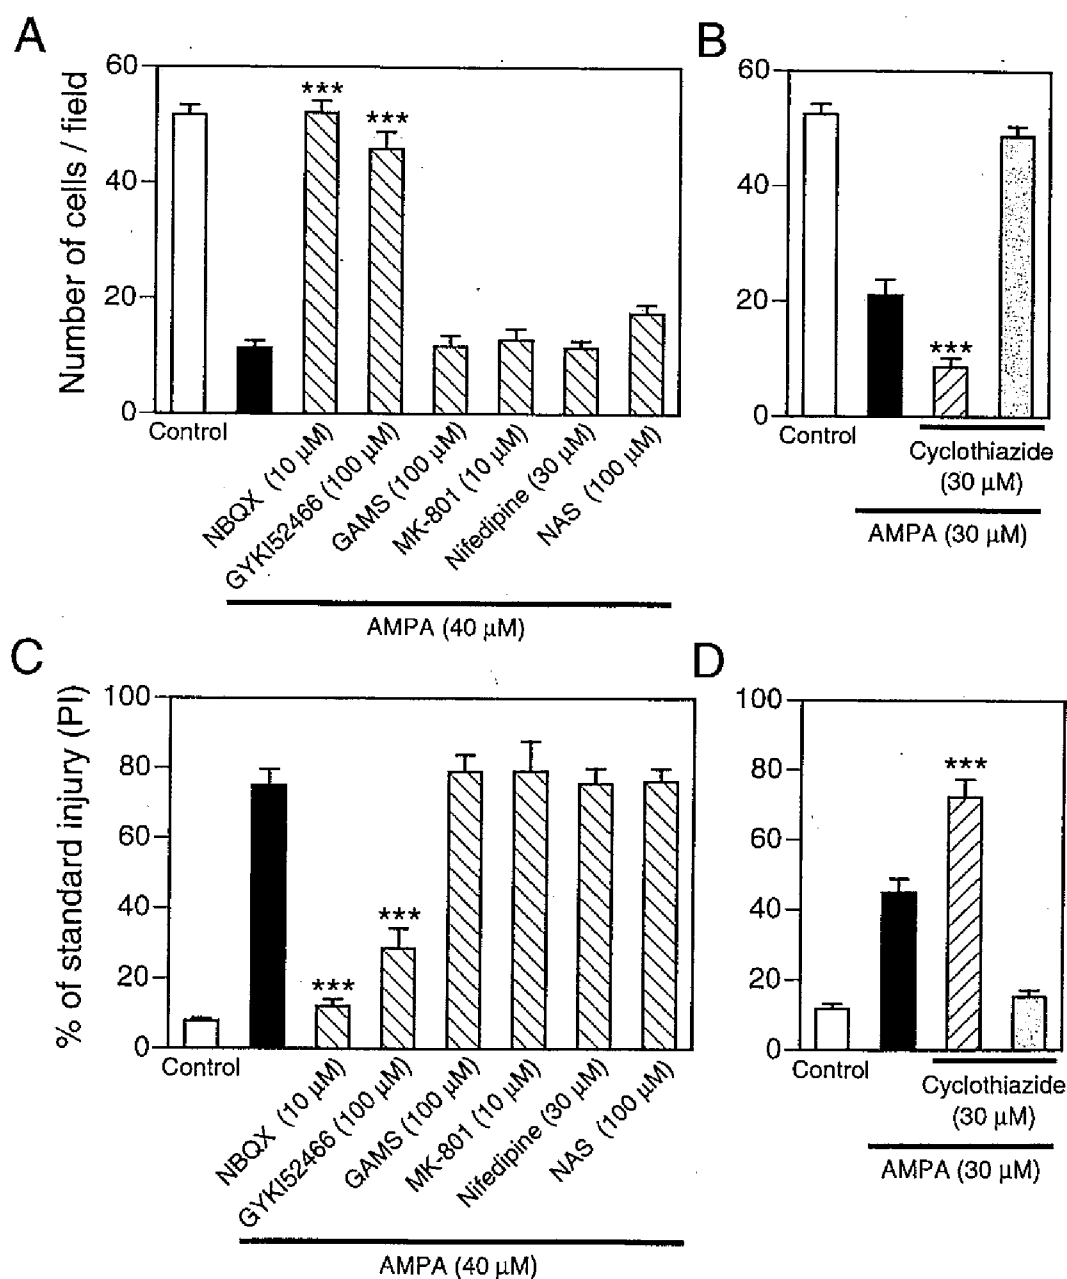 A
Number of cells / field
60
40
20
0
***
***
Control
NBQX (10 µM)
GYKI52466 (100 µM)
GAMS (100 µM)
MK-801 (10 µM)
Nifedipine (30 µM)
NAS (100 µM)
AMPA (40 µM)
B
60
40
20
0
***
Control
Cyclothiazide
(30 µM)
AMPA (30 µM)
C
% of standard injury (PI)
100
80
60
40
20
0
***
***
Control
NBQX (10 µM)
GYKI52466 (100 µM)
GAMS (100 µM)
MK-801 (10 µM)
Nifedipine (30 µM)
NAS (100 µM)
AMPA (40 µM)
D
100
80
60
40
20
0
***
Control
Cyclothiazide
(30 µM)
AMPA (30 µM)